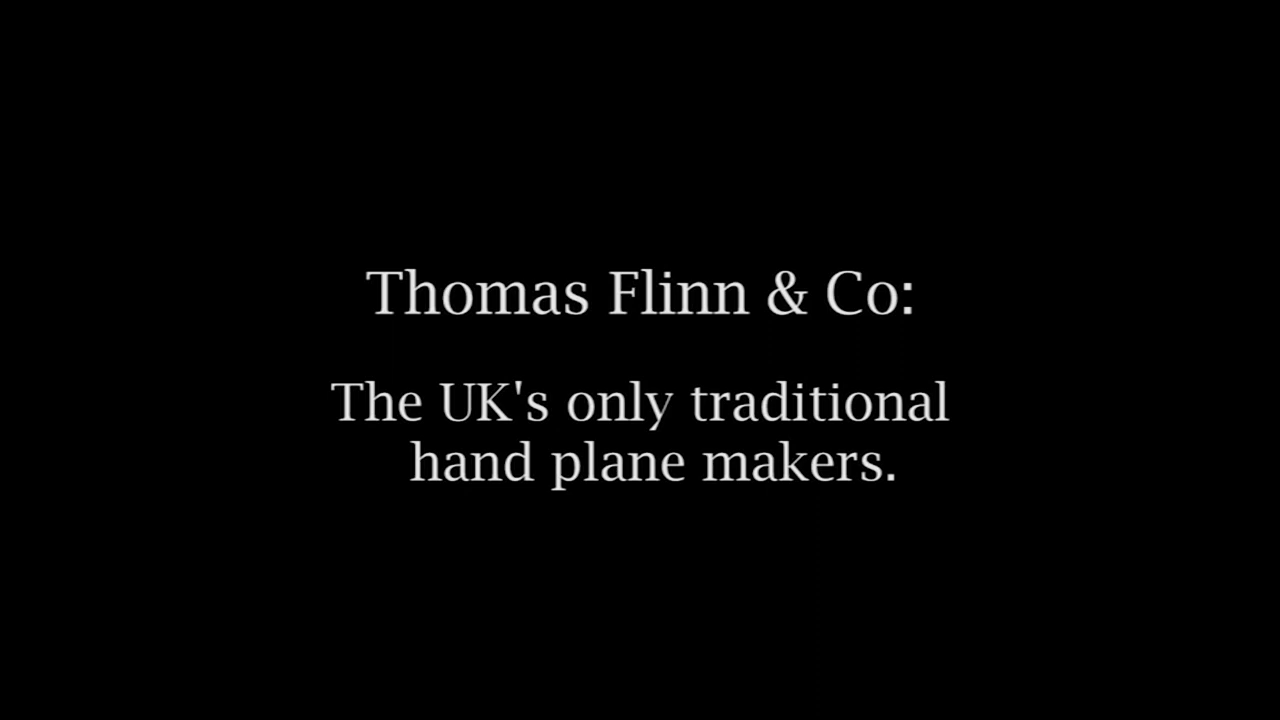 Thomas Flinn & Co:
The UK's only traditional
hand plane makers.